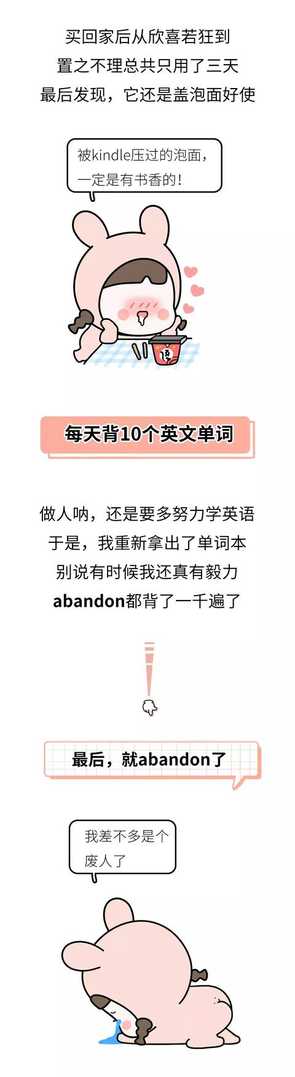 买回家后从欣喜若狂到
置之不理总共只用了三天
最后发现，它还是盖泡面好使
被kindle压过的泡面，
一定是有书香的！
每天背10个英文单词
做人呐，还是要多努力学英语
于是，我重新拿出了单词本
别说有时候我还真有毅力
abandon都背了一千遍了
最后，就abandon了
我差不多是个
废人了